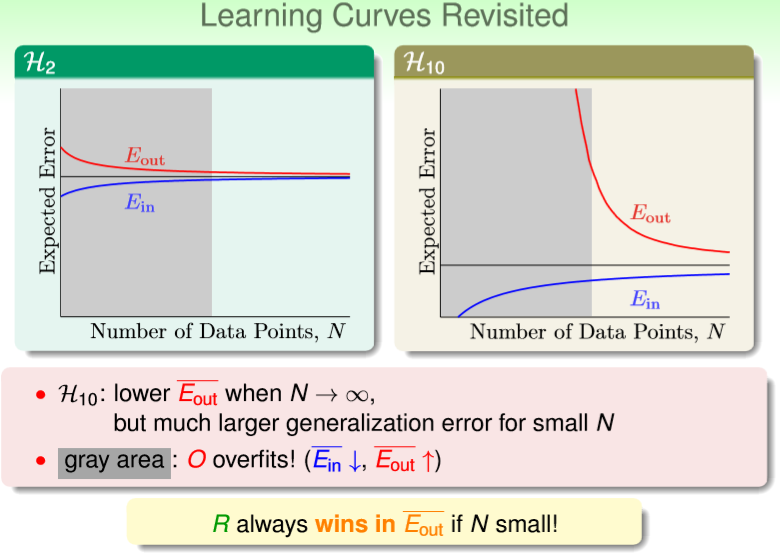 Learning Curves Revisited
H₂
Expected Error
E_out
E_in
Number of Data Points, N
H₁₀
Expected Error
E_out
E_in
Number of Data Points, N
• H₁₀: lower E_out when N → ∞,
but much larger generalization error for small N
• gray area : O overfits! (E_in ↓, E_out ↑)
R always wins in E_out if N small!